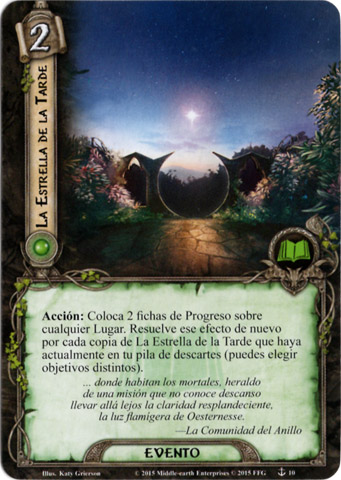 2
La Estrella de la Tarde
Acción: Coloca 2 fichas de Progreso sobre
cualquier Lugar. Resuelve ese efecto de nuevo
por cada copia de La Estrella de la Tarde que haya
actualmente en tu pila de descartes (puedes elegir
objetivos distintos).
... donde habitan los mortales, heraldo
de una misión que no conoce descanso
llevar allá lejos la claridad resplandeciente,
la luz flamígera de Oesternesse.
—La Comunidad del Anillo
EVENTO
Illus. Katy Grierson © 2015 Middle-earth Enterprises © 2015 FFG 10